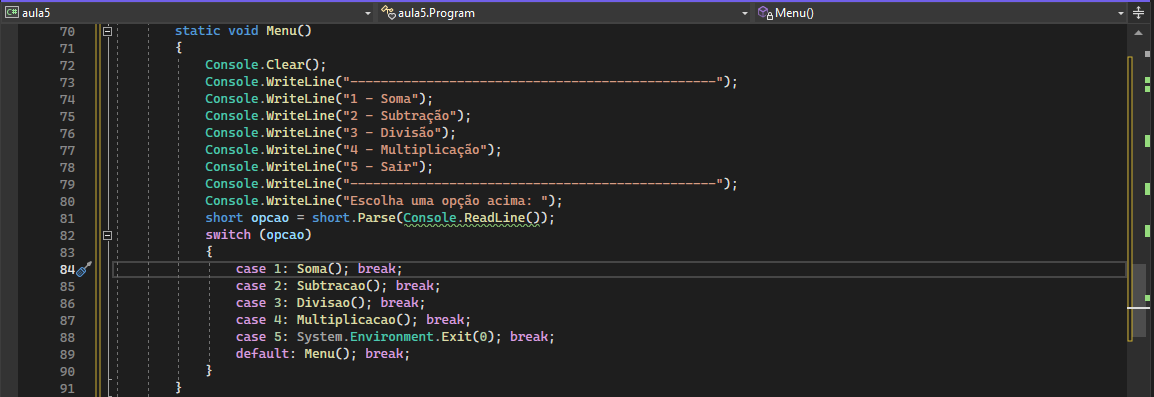 C# aula5 aula5.Program Menu()
70 static void Menu()
71 {
72 Console.Clear();
73 Console.WriteLine("------------------------------------------------");
74 Console.WriteLine("1 - Soma");
75 Console.WriteLine("2 - Subtração");
76 Console.WriteLine("3 - Divisão");
77 Console.WriteLine("4 - Multiplicação");
78 Console.WriteLine("5 - Sair");
79 Console.WriteLine("------------------------------------------------");
80 Console.WriteLine("Escolha uma opção acima: ");
81 short opcao = short.Parse(Console.ReadLine());
82 switch (opcao)
83 {
84 case 1: Soma(); break;
85 case 2: Subtracao(); break;
86 case 3: Divisao(); break;
87 case 4: Multiplicacao(); break;
88 case 5: System.Environment.Exit(0); break;
89 default: Menu(); break;
90 }
91 }